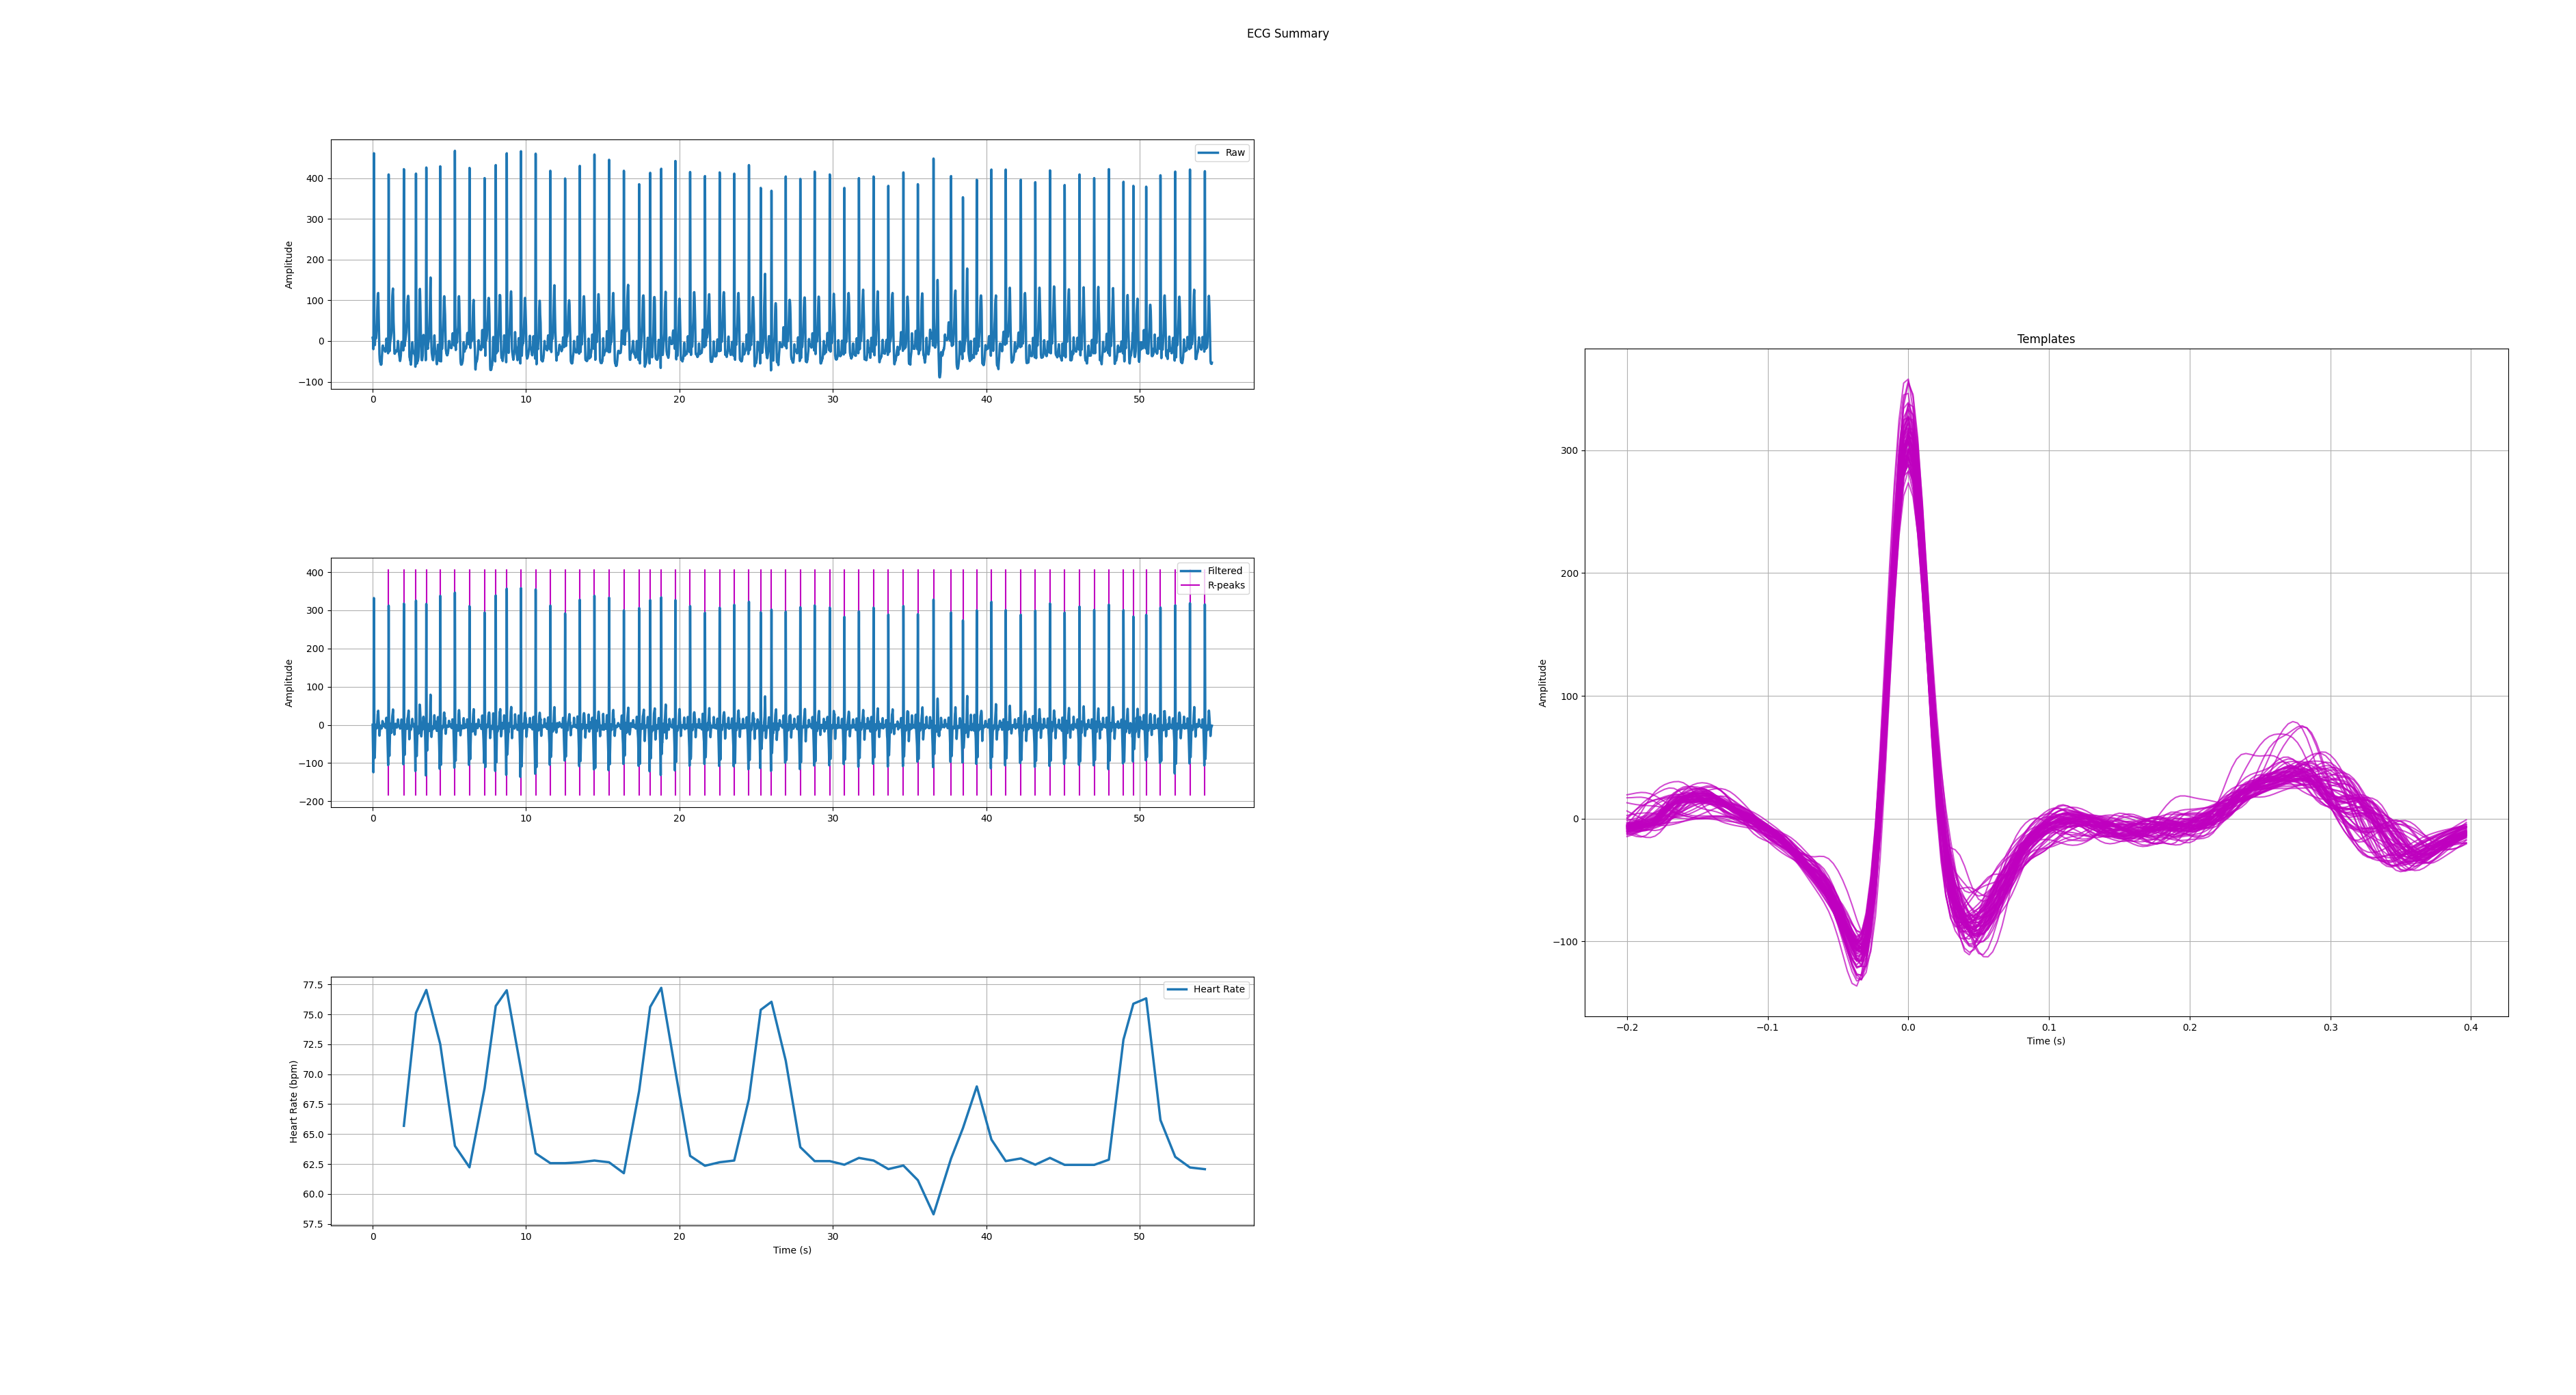 ECG Summary
Raw
Amplitude
400
300
200
100
0
−100
0 10 20 30 40 50
Filtered
R-peaks
Amplitude
400
300
200
100
0
−100
−200
0 10 20 30 40 50
Heart Rate
Heart Rate (bpm)
77.5
75.0
72.5
70.0
67.5
65.0
62.5
60.0
57.5
0 10 20 30 40 50
Time (s)
Templates
Amplitude
300
200
100
0
−100
−0.2 −0.1 0.0 0.1 0.2 0.3 0.4
Time (s)